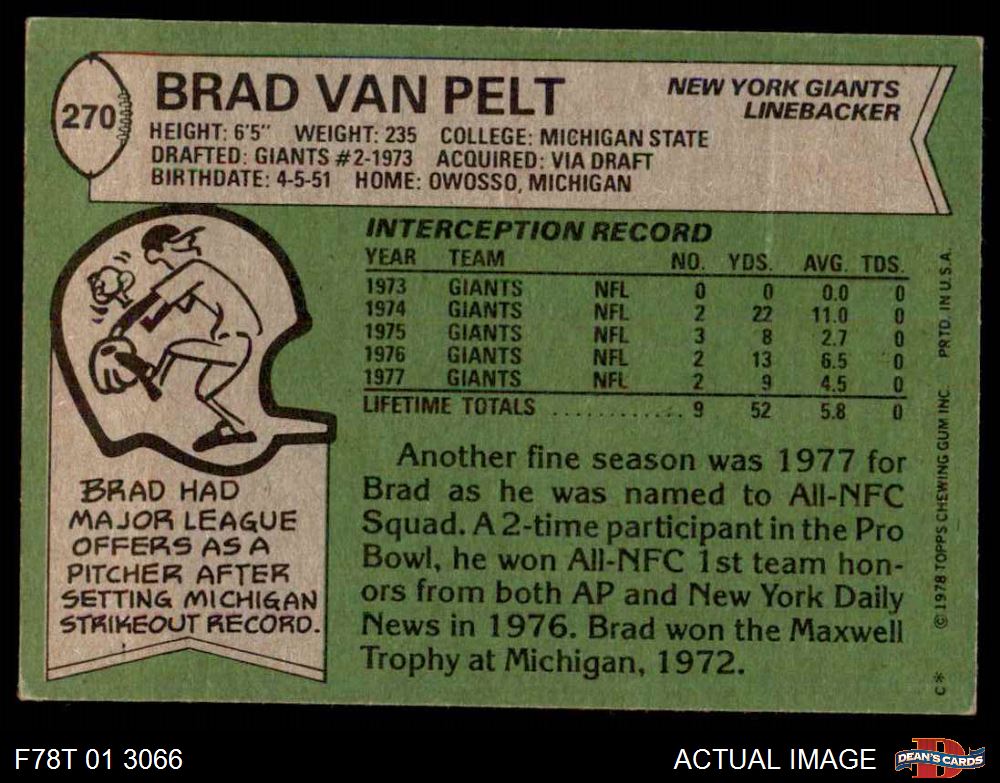 270
BRAD VAN PELT
NEW YORK GIANTS
LINEBACKER
HEIGHT: 6'5" WEIGHT: 235 COLLEGE: MICHIGAN STATE
DRAFTED: GIANTS #2-1973 ACQUIRED: VIA DRAFT
BIRTHDATE: 4-5-51 HOME: OWOSSO, MICHIGAN
INTERCEPTION RECORD
YEAR TEAM NO. YDS. AVG. TDS.
1973 GIANTS NFL 0 0 0.0 0
1974 GIANTS NFL 2 22 11.0 0
1975 GIANTS NFL 3 8 2.7 0
1976 GIANTS NFL 2 13 6.5 0
1977 GIANTS NFL 2 9 4.5 0
LIFETIME TOTALS ............ 9 52 5.8 0
BRAD HAD
MAJOR LEAGUE
OFFERS AS A
PITCHER AFTER
SETTING MICHIGAN
STRIKEOUT RECORD.
Another fine season was 1977 for
Brad as he was named to All-NFC
Squad. A 2-time participant in the Pro
Bowl, he won All-NFC 1st team hon-
ors from both AP and New York Daily
News in 1976. Brad won the Maxwell
Trophy at Michigan, 1972.
C* ©1978 TOPPS CHEWING GUM INC. PRTD. IN U.S.A.
F78T 01 3066
ACTUAL IMAGE
D
DEAN'S CARDS